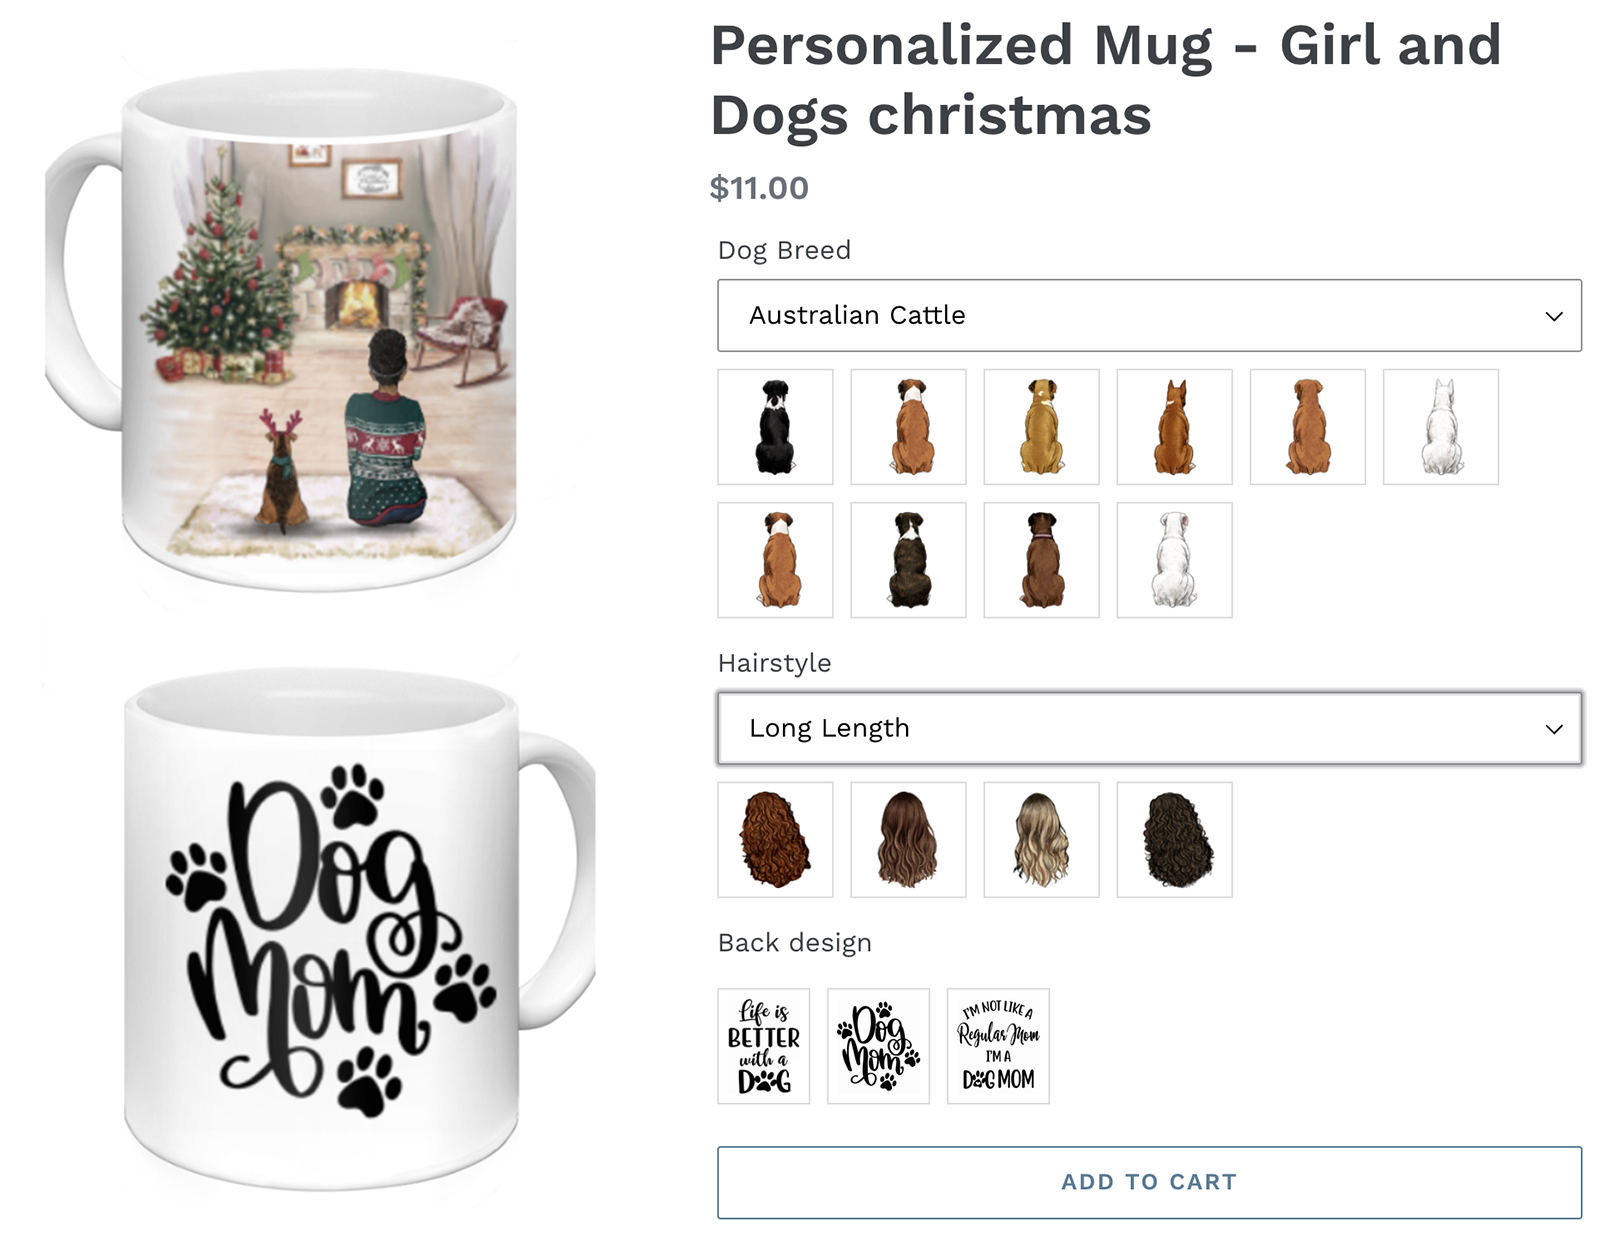 Personalized Mug - Girl and
Dogs christmas
$11.00
Dog Breed
Australian Cattle
Hairstyle
Long Length
Back design
Life is
BETTER
with a
DOG
Dog
Mom
I'M NOT LIKE A
Regular Mom
I'M A
DOG MOM
ADD TO CART
Dog
Mom